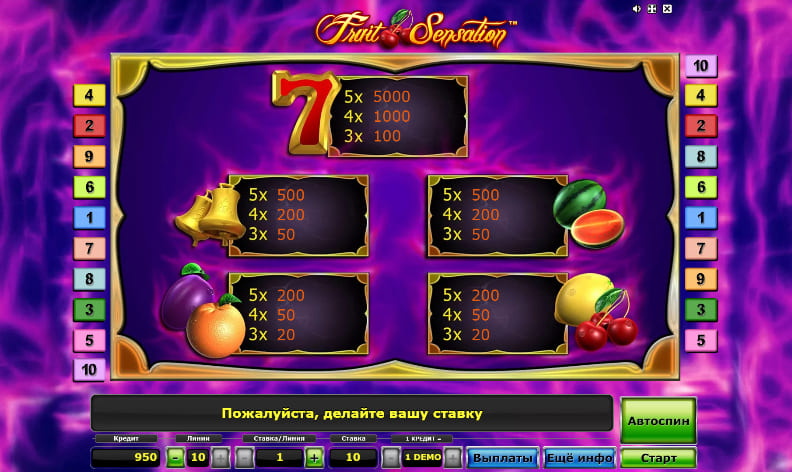 Fruit Sensation™
10
4 4
2 2
9 8
6 6
1 1
7 7
8 9
3 3
5 5
10
7
5x 5000
4x 1000
3x 100
5x 500
4x 200
3x 50
5x 500
4x 200
3x 50
5x 200
4x 50
3x 20
5x 200
4x 50
3x 20
Пожалуйста, делайте вашу ставку
Автоспин
Кредит Линии Ставка/Линия Ставка 1 КРЕДИТ =
950 - 10 + - 1 + 10 - 1 DEMO + Выплаты Ещё инфо Старт